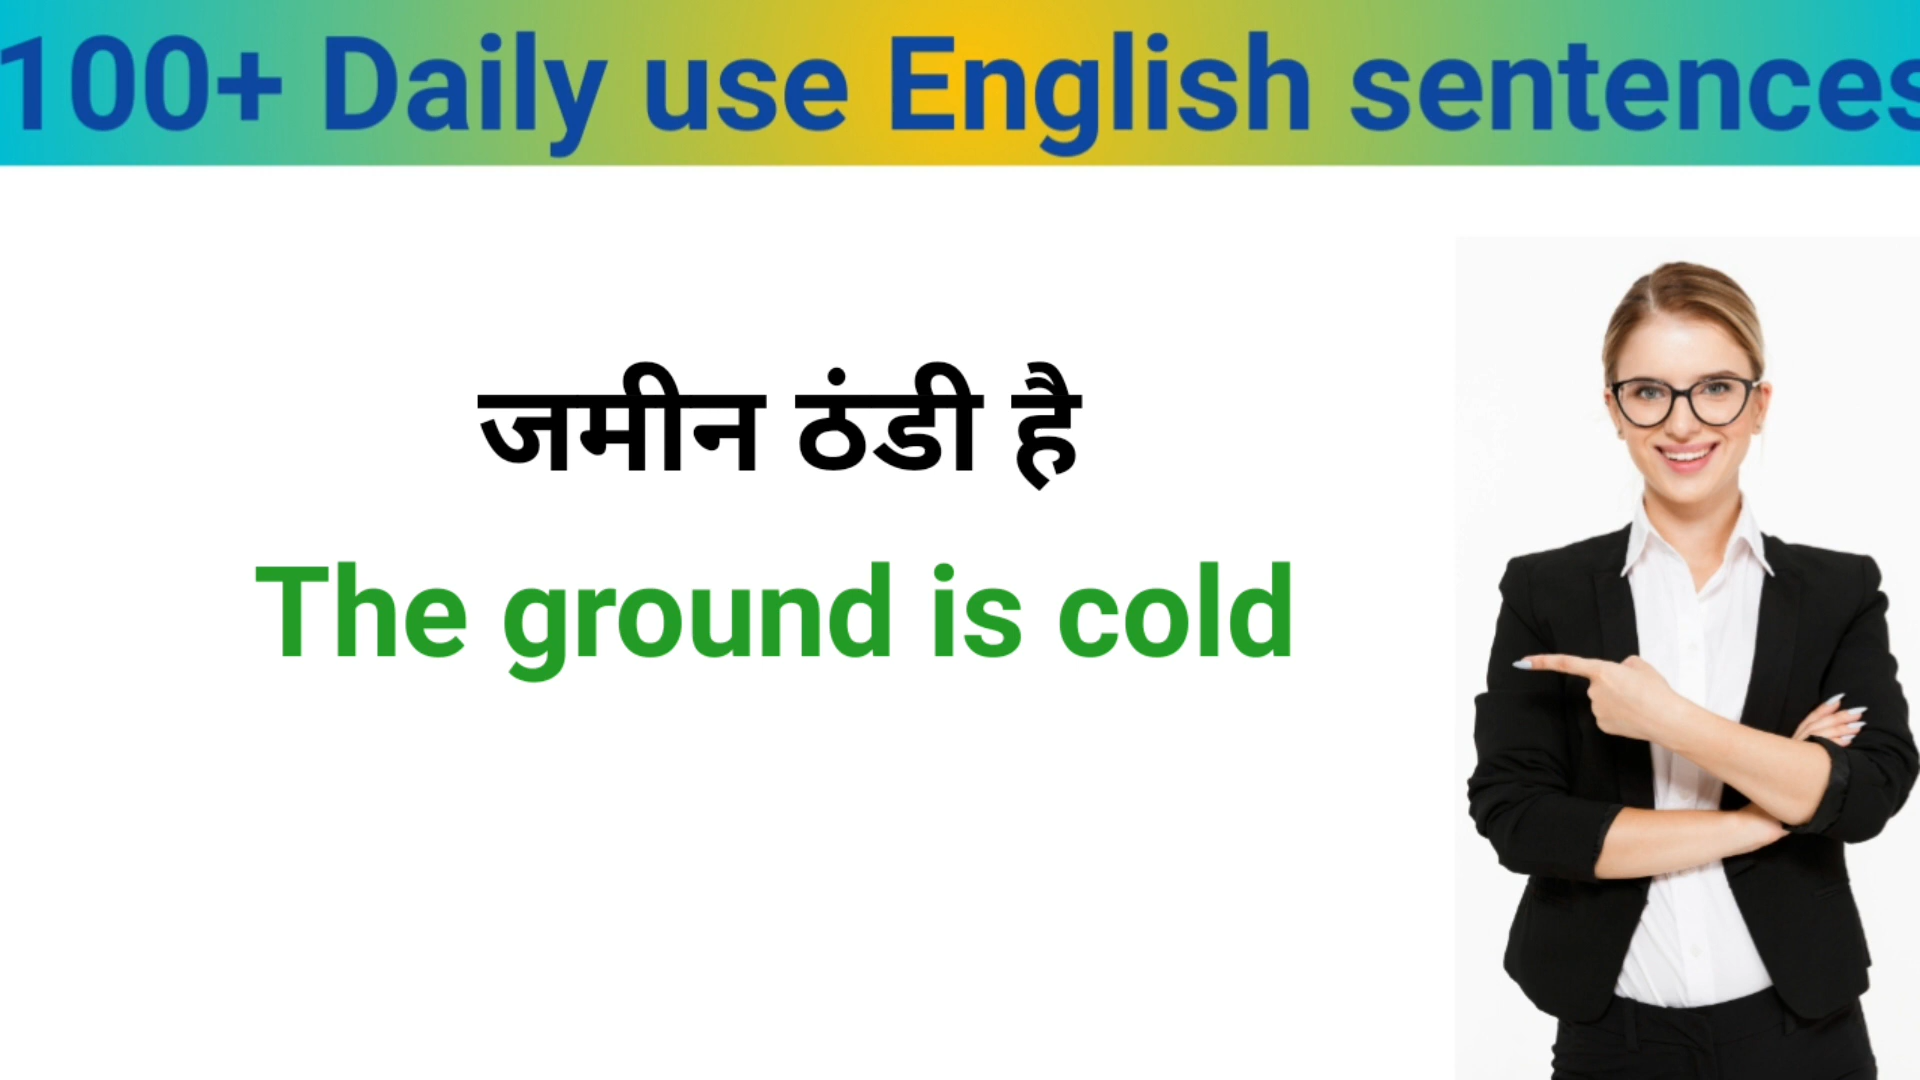 100+ Daily use English sentences
जमीन ठंडी है
The ground is cold